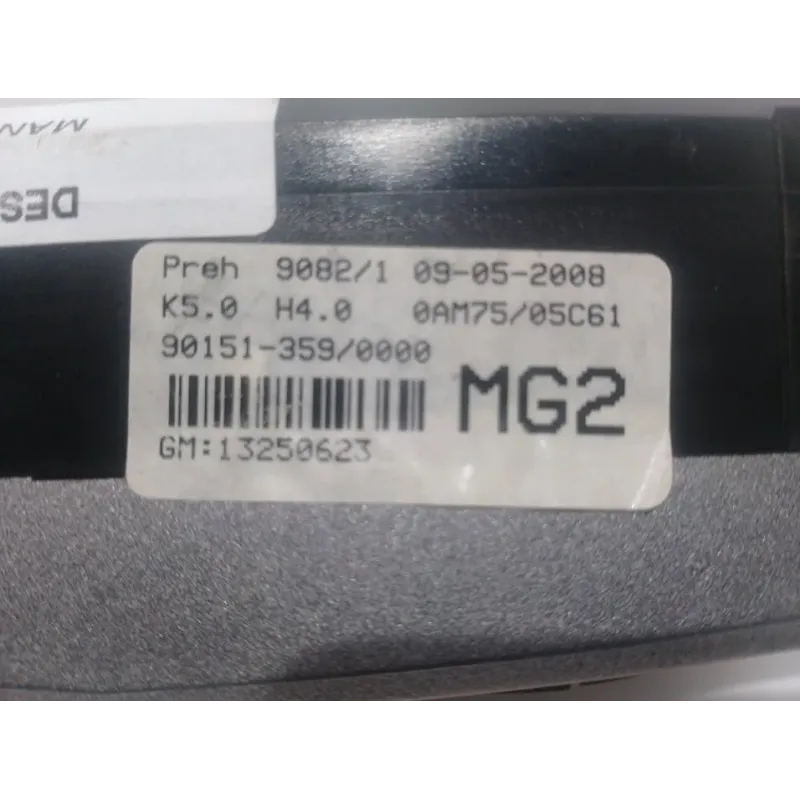 MAN
DES
Preh 9082/1 09-05-2008
K5.0 H4.0 0AM75/05C61
90151-359/0000
MG2
GM:13250623